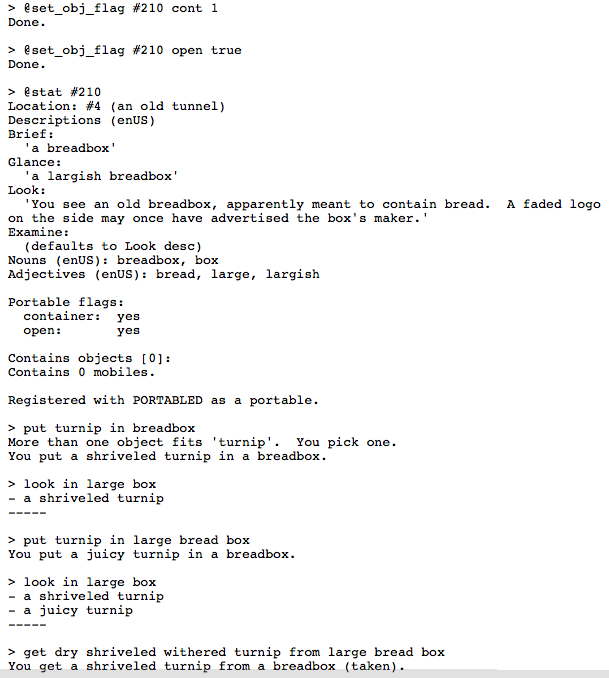 > @set_obj_flag #210 cont 1
Done.
> @set_obj_flag #210 open true
Done.
> @stat #210
Location: #4 (an old tunnel)
Descriptions (enUS)
Brief:
'a breadbox'
Glance:
'a largish breadbox'
Look:
'You see an old breadbox, apparently meant to contain bread.  A faded logo
on the side may once have advertised the box's maker.'
Examine:
(defaults to Look desc)
Nouns (enUS): breadbox, box
Adjectives (enUS): bread, large, largish
Portable flags:
container:  yes
open:       yes
Contains objects [0]:
Contains 0 mobiles.
Registered with PORTABLED as a portable.
> put turnip in breadbox
More than one object fits 'turnip'.  You pick one.
You put a shriveled turnip in a breadbox.
> look in large box
- a shriveled turnip
-----
> put turnip in large bread box
You put a juicy turnip in a breadbox.
> look in large box
- a shriveled turnip
- a juicy turnip
-----
> get dry shriveled withered turnip from large bread box
You get a shriveled turnip from a breadbox (taken).